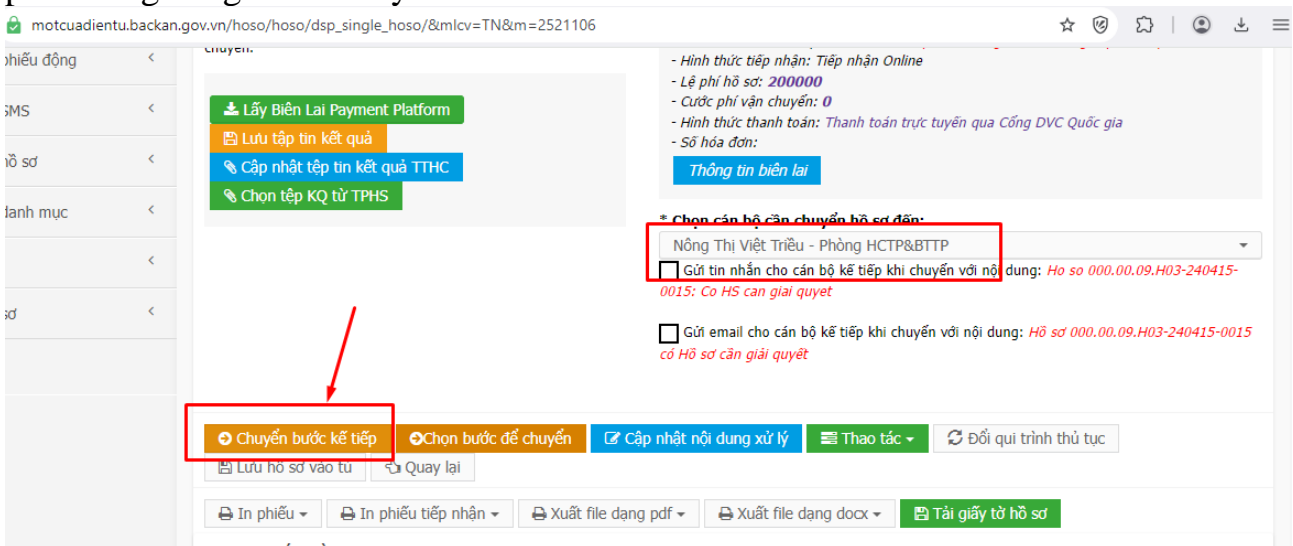 motcuadientu.backan.gov.vn/hoso/hoso/dsp_single_hoso/&mlcv=TN&m=2521106
phiếu động
SMS
hồ sơ
danh mục
sơ
chuyển:
Lấy Biên Lai Payment Platform
Lưu tập tin kết quả
Cập nhật tệp tin kết quả TTHC
Chọn tệp KQ từ TPHS
- Hình thức tiếp nhận: Tiếp nhận Online
- Lệ phí hồ sơ: 200000
- Cước phí vận chuyển: 0
- Hình thức thanh toán: Thanh toán trực tuyến qua Cổng DVC Quốc gia
- Số hóa đơn:
Thông tin biên lai
* Chọn cán bộ cần chuyển hồ sơ đến:
Nông Thị Việt Triều - Phòng HCTP&BTTP
Gửi tin nhắn cho cán bộ kế tiếp khi chuyển với nội dung: Ho so 000.00.09.H03-240415-
0015: Co HS can giai quyet
Gửi email cho cán bộ kế tiếp khi chuyển với nội dung: Hồ sơ 000.00.09.H03-240415-0015
có Hồ sơ cần giải quyết
Chuyển bước kế tiếp Chọn bước để chuyển Cập nhật nội dung xử lý Thao tác Đổi qui trình thủ tục
Lưu hồ sơ vào tủ Quay lại
In phiếu In phiếu tiếp nhận Xuất file dạng pdf Xuất file dạng docx Tải giấy tờ hồ sơ